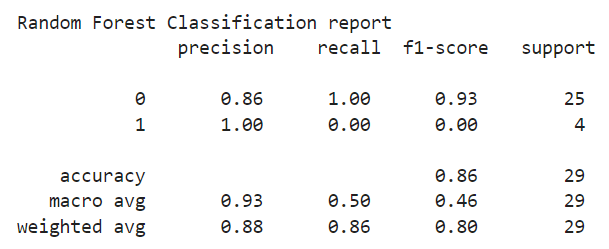 Random Forest Classification report
precision recall f1-score support
0 0.86 1.00 0.93 25
1 1.00 0.00 0.00 4
accuracy 0.86 29
macro avg 0.93 0.50 0.46 29
weighted avg 0.88 0.86 0.80 29